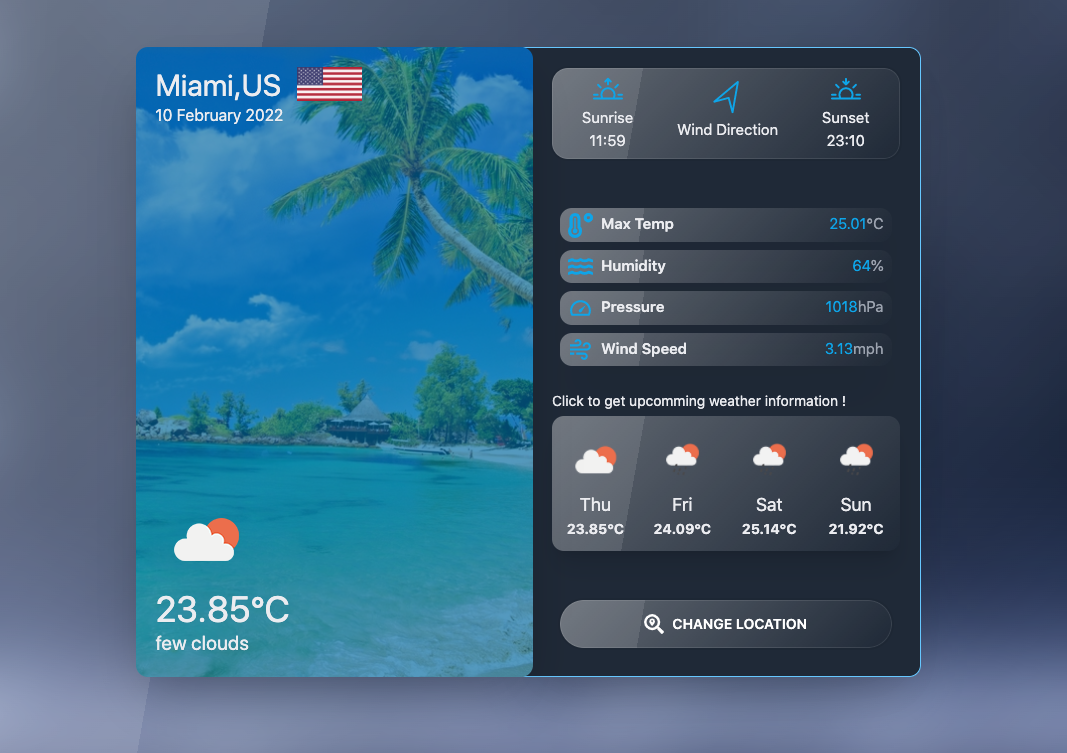 Miami,US
10 February 2022
23.85°C
few clouds
Sunrise
11:59
Wind Direction
Sunset
23:10
Max Temp 25.01°C
Humidity 64%
Pressure 1018hPa
Wind Speed 3.13mph
Click to get upcomming weather information !
Thu Fri Sat Sun
23.85°C 24.09°C 25.14°C 21.92°C
CHANGE LOCATION